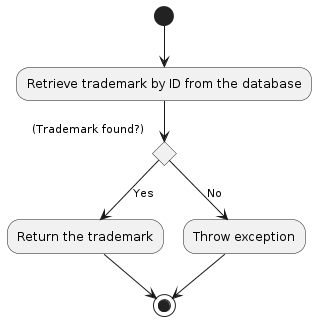 Retrieve trademark by ID from the database
(Trademark found?)
Yes
No
Return the trademark
Throw exception